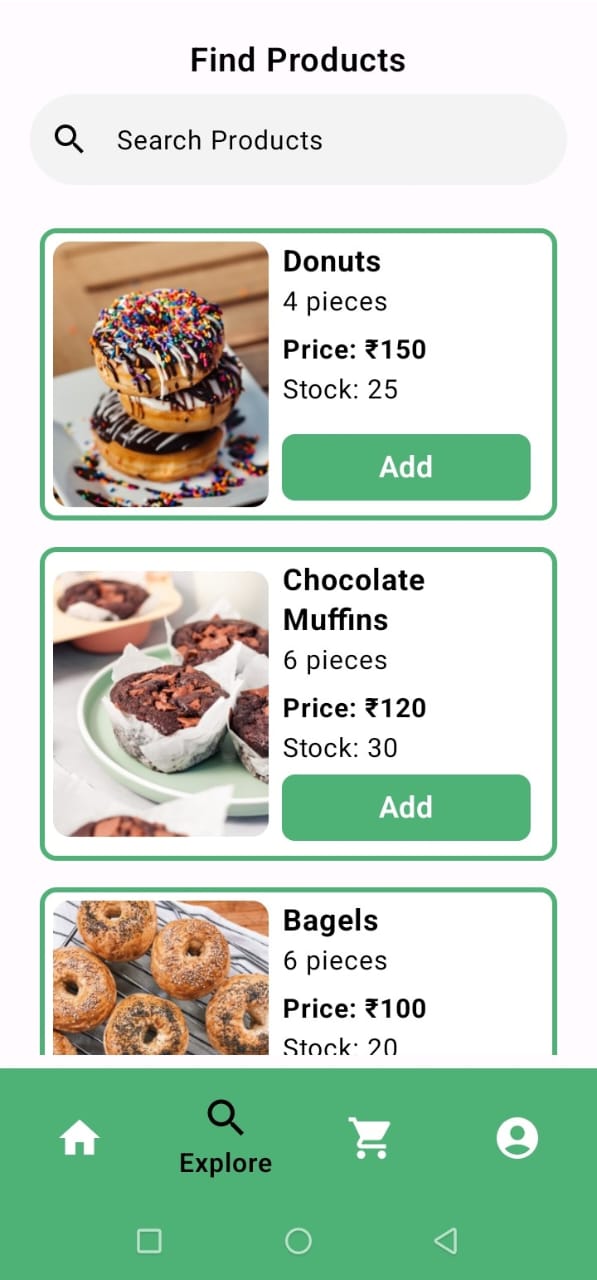 Find Products
Search Products
Donuts
4 pieces
Price: ₹150
Stock: 25
Add
Chocolate
Muffins
6 pieces
Price: ₹120
Stock: 30
Add
Bagels
6 pieces
Price: ₹100
Stock: 20
Explore